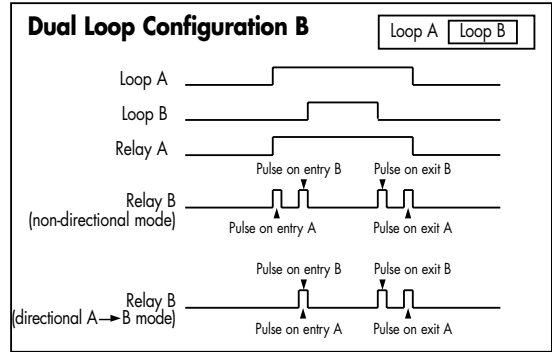 Dual Loop Configuration B
Loop A Loop B
Loop A
Loop B
Relay A
Pulse on entry B Pulse on exit B
Relay B
(non-directional mode)
Pulse on entry A Pulse on exit A
Pulse on entry B Pulse on exit B
Relay B
(directional A→B mode)
Pulse on entry A Pulse on exit A